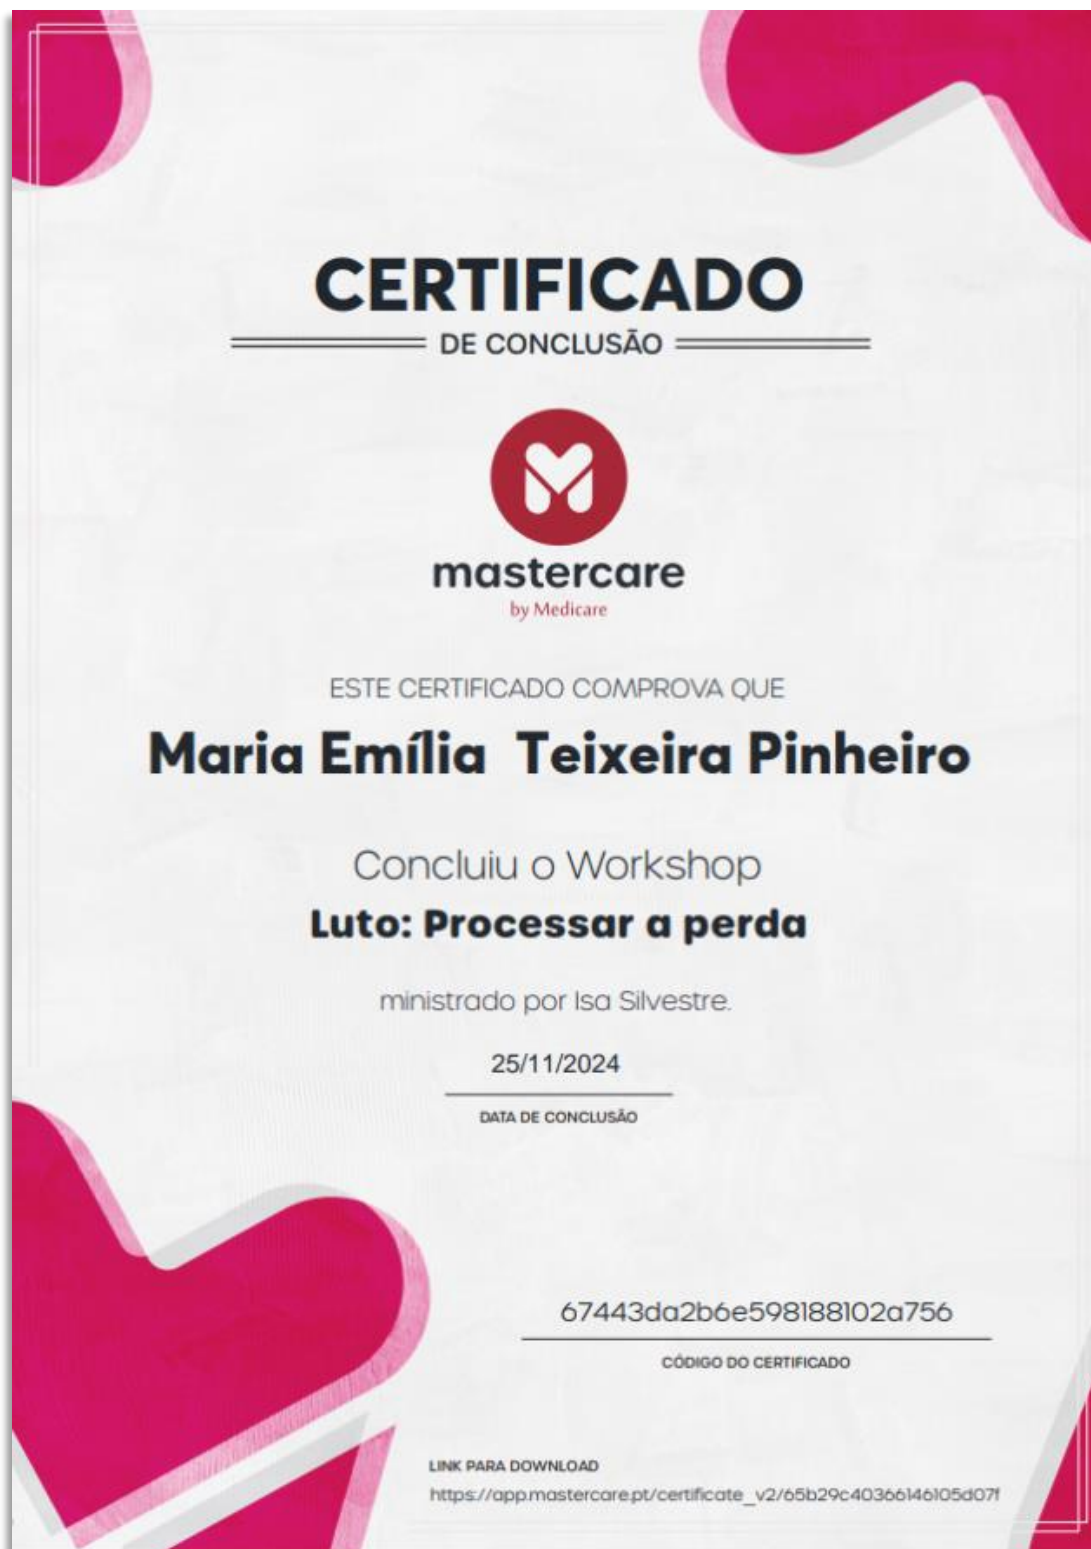 CERTIFICADO
DE CONCLUSÃO
mastercare
by Medicare
ESTE CERTIFICADO COMPROVA QUE
Maria Emília Teixeira Pinheiro
Concluiu o Workshop
Luto: Processar a perda
ministrado por Isa Silvestre.
25/11/2024
DATA DE CONCLUSÃO
67443da2b6e598188102a756
CÓDIGO DO CERTIFICADO
LINK PARA DOWNLOAD
https://app.mastercare.pt/certificate_v2/65b29c40366146105d07f